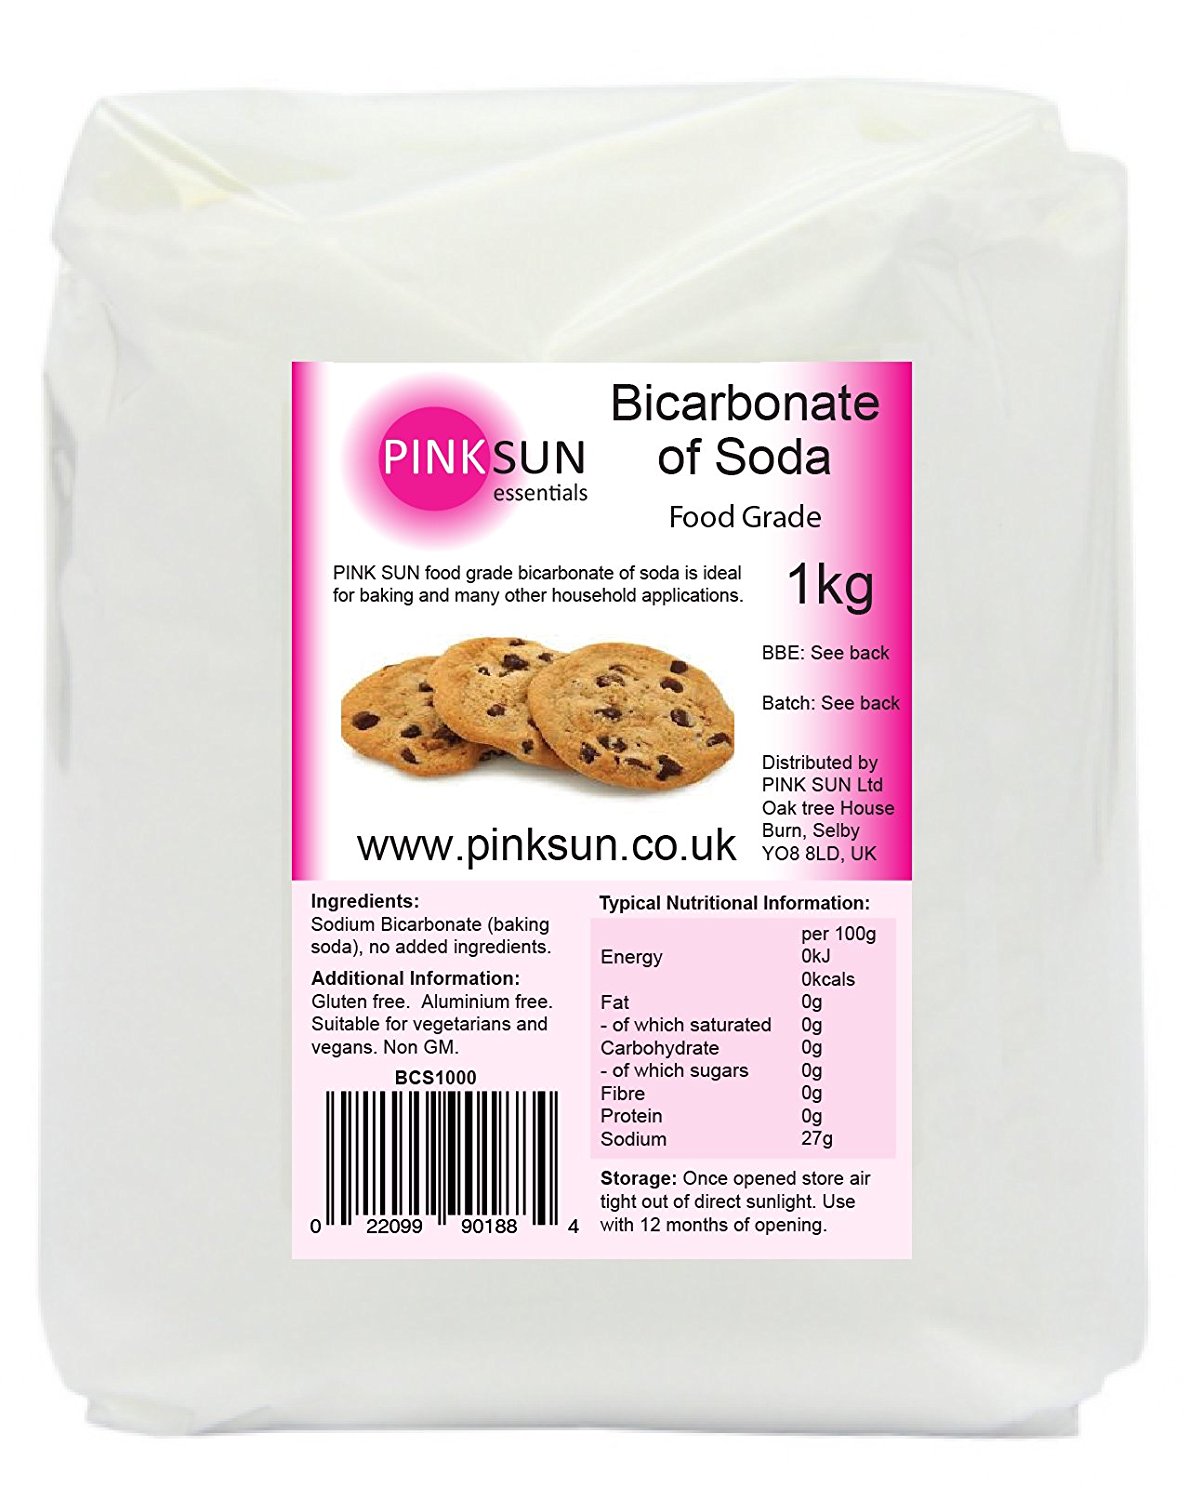 PINK SUN
essentials
Bicarbonate
of Soda
Food Grade
PINK SUN food grade bicarbonate of soda is ideal
for baking and many other household applications.
1kg
BBE: See back
Batch: See back
Distributed by
PINK SUN Ltd
Oak tree House
Burn, Selby
YO8 8LD, UK
www.pinksun.co.uk
Ingredients:
Sodium Bicarbonate (baking
soda), no added ingredients.
Additional Information:
Gluten free. Aluminium free.
Suitable for vegetarians and
vegans. Non GM.
BCS1000
0 22099 90188 4
Typical Nutritional Information:
per 100g
Energy 0kJ
0kcals
Fat 0g
- of which saturated 0g
Carbohydrate 0g
- of which sugars 0g
Fibre 0g
Protein 0g
Sodium 27g
Storage: Once opened store air
tight out of direct sunlight. Use
with 12 months of opening.